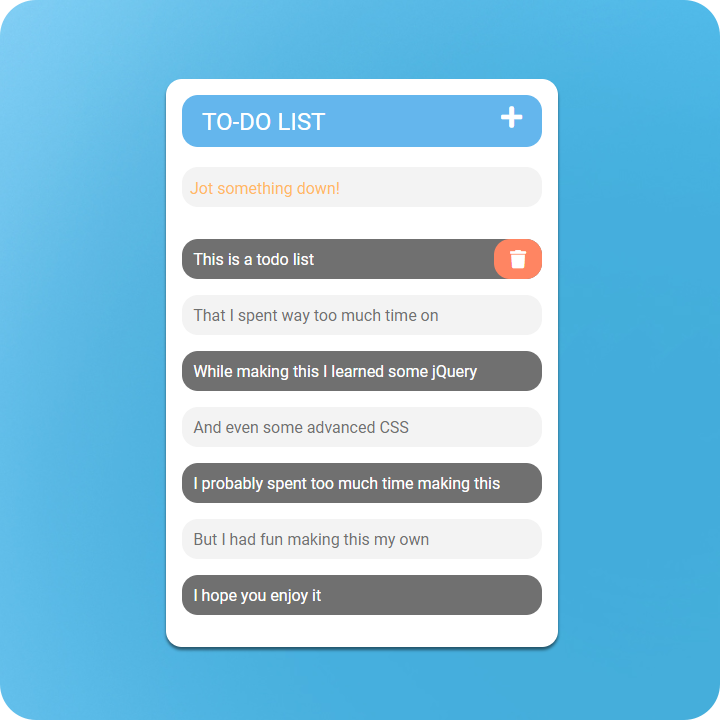 TO-DO LIST
Jot something down!
This is a todo list
That I spent way too much time on
While making this I learned some jQuery
And even some advanced CSS
I probably spent too much time making this
But I had fun making this my own
I hope you enjoy it